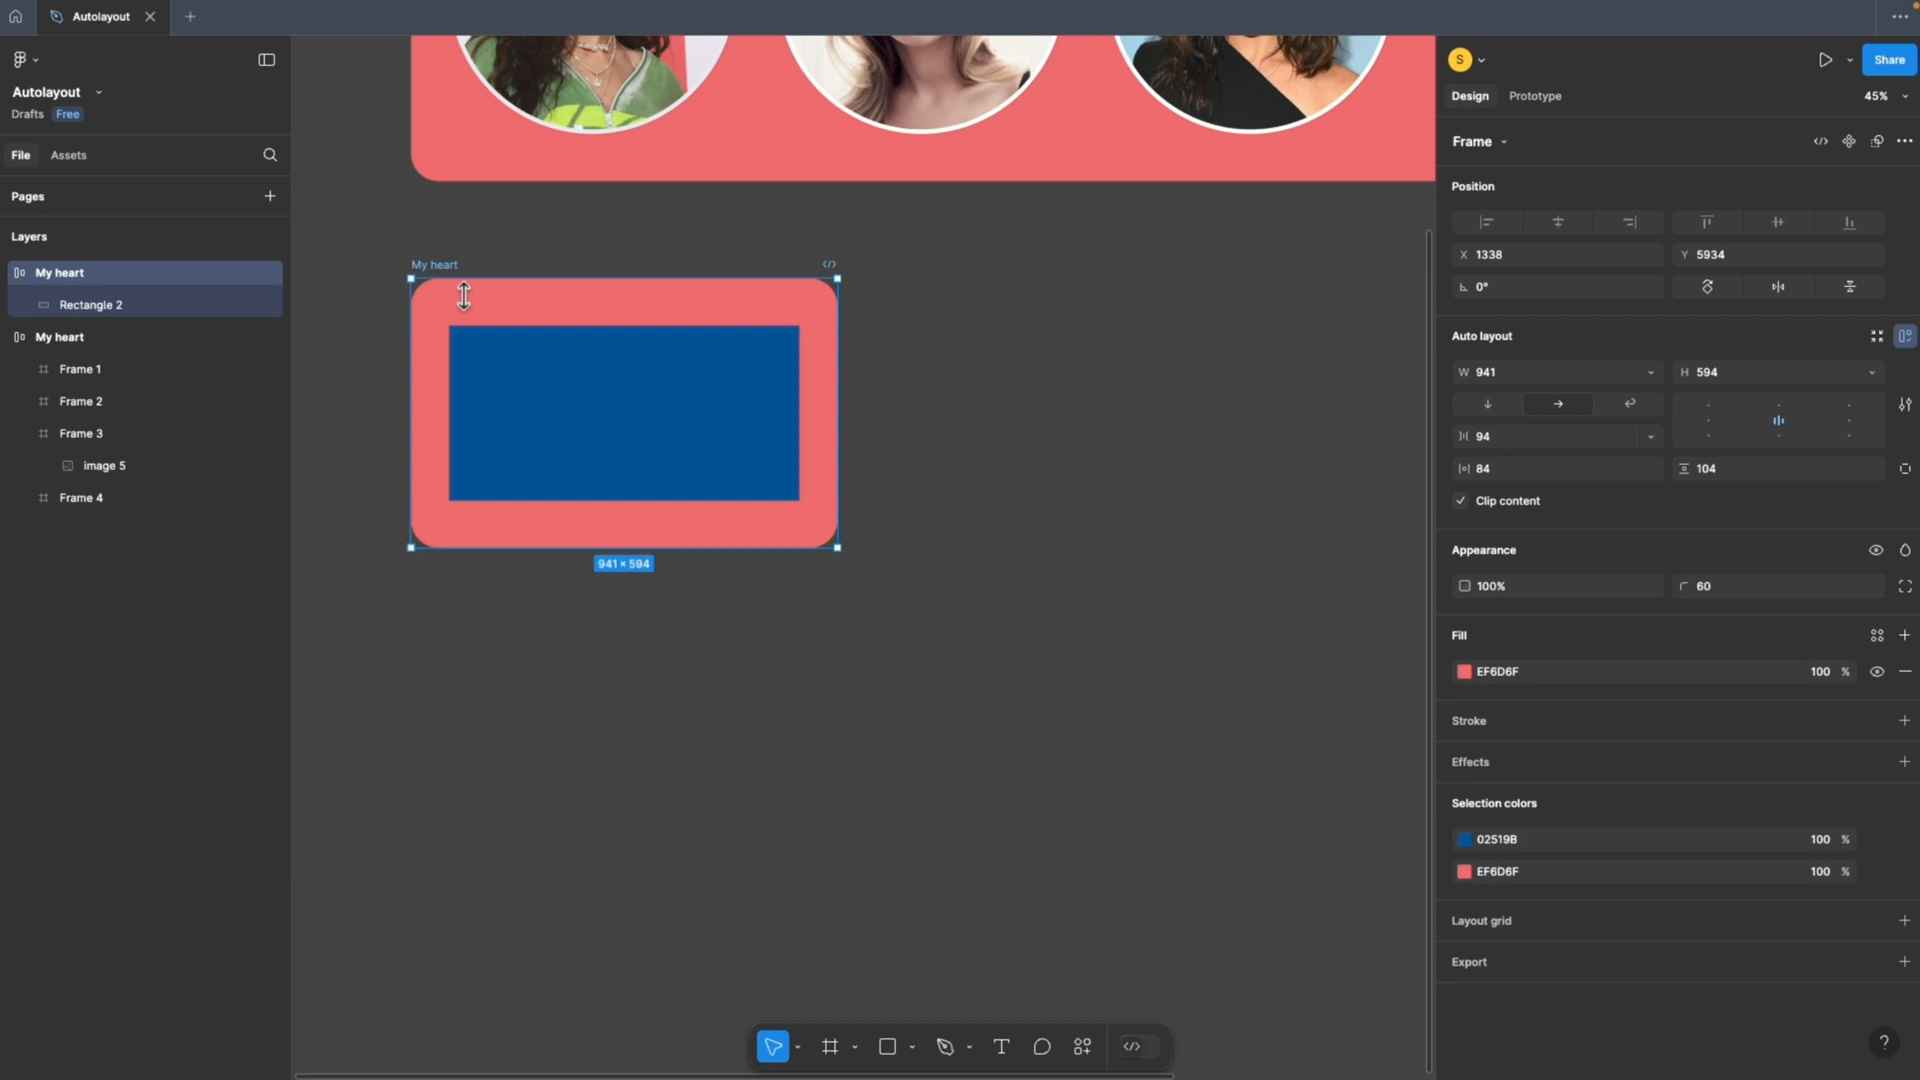 Autolayout
Autolayout
Drafts Free
File Assets
Pages
Layers
My heart
Rectangle 2
My heart
Frame 1
Frame 2
Frame 3
image 5
Frame 4
My heart
941 × 594
S
Share
Design Prototype 45%
Frame
Position
X 1338 Y 5934
0°
Auto layout
W 941 H 594
94
84 104
Clip content
Appearance
100% 60
Fill
EF6D6F 100 %
Stroke
Effects
Selection colors
02519B 100 %
EF6D6F 100 %
Layout grid
Export
?